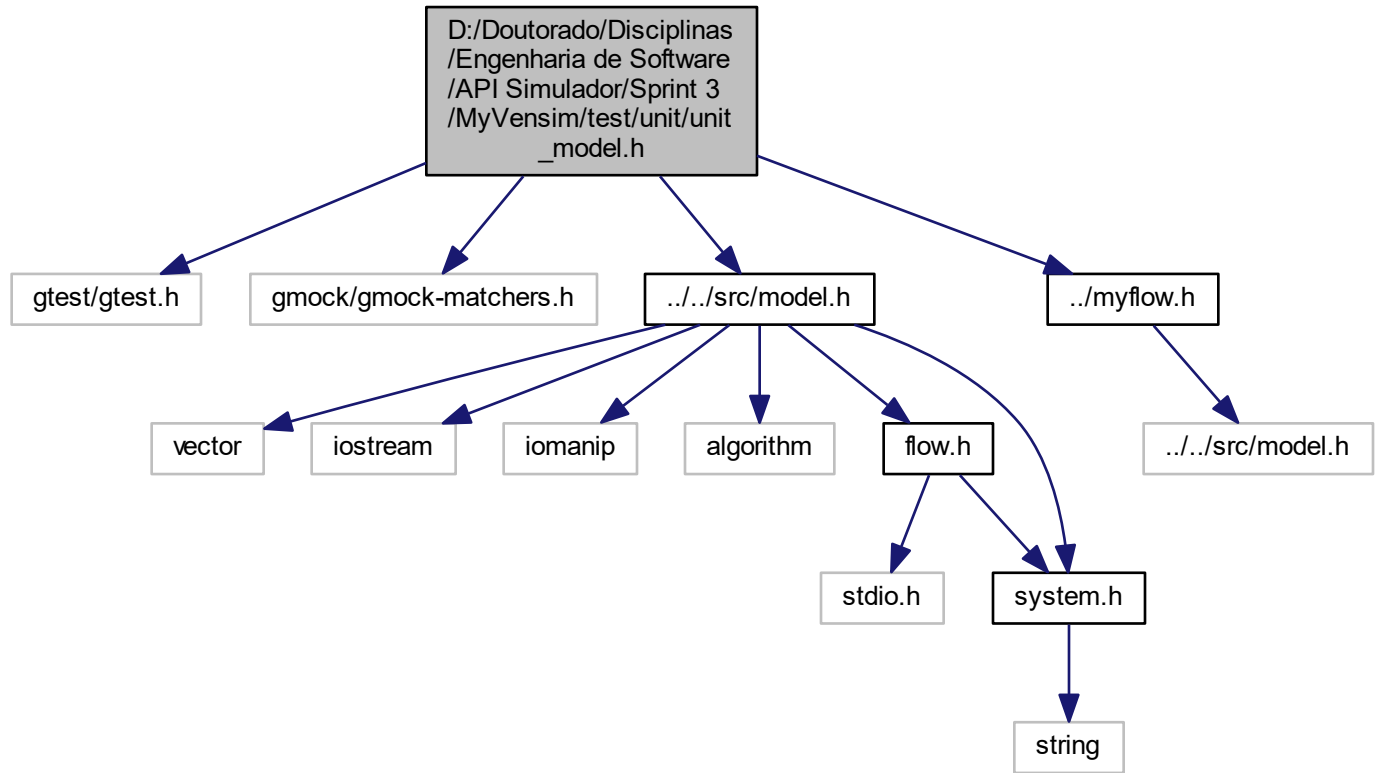 D:/Doutorado/Disciplinas
/Engenharia de Software
/API Simulador/Sprint 3
/MyVensim/test/unit/unit
_model.h
gtest/gtest.h
gmock/gmock-matchers.h
../../src/model.h
../myflow.h
vector
iostream
iomanip
algorithm
flow.h
../../src/model.h
stdio.h
system.h
string